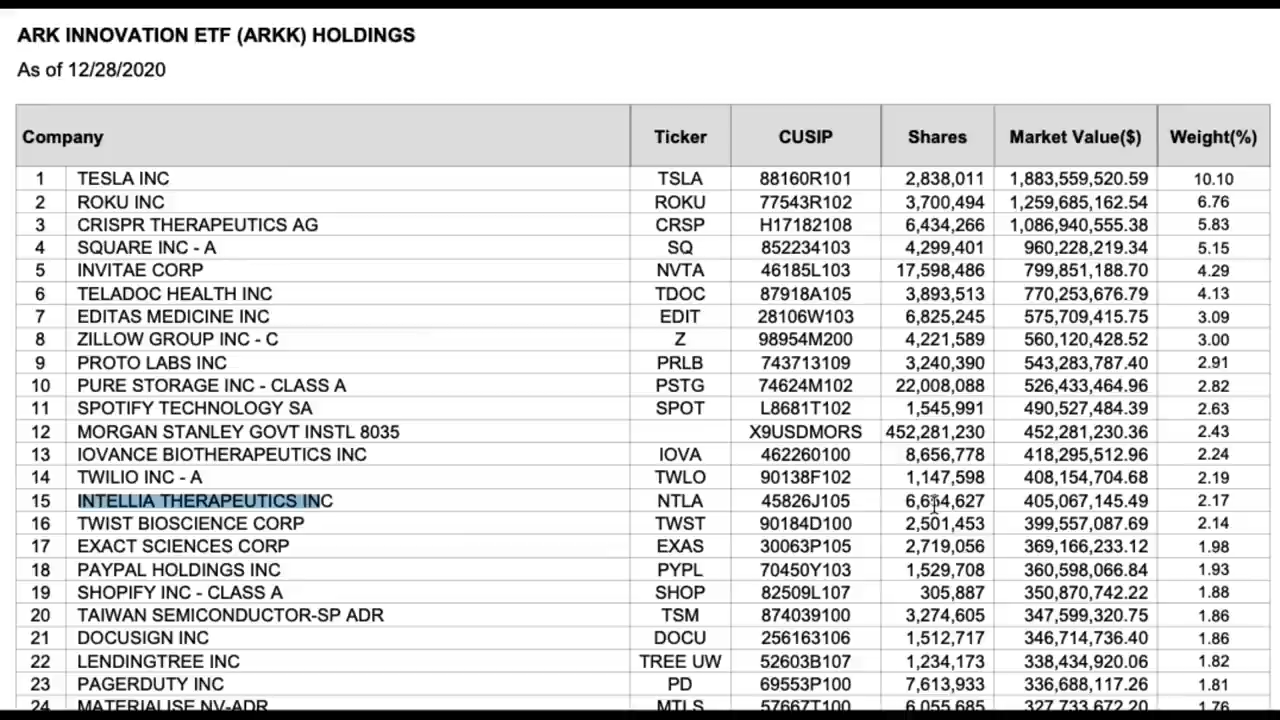 ARK INNOVATION ETF (ARKK) HOLDINGS
As of 12/28/2020
Company Ticker CUSIP Shares Market Value($) Weight(%)
1 TESLA INC TSLA 88160R101 2,838,011 1,883,559,520.59 10.10
2 ROKU INC ROKU 77543R102 3,700,494 1,259,685,162.54 6.76
3 CRISPR THERAPEUTICS AG CRSP H17182108 6,434,266 1,086,940,555.38 5.83
4 SQUARE INC - A SQ 852234103 4,299,401 960,228,219.34 5.15
5 INVITAE CORP NVTA 46185L103 17,598,486 799,851,188.70 4.29
6 TELADOC HEALTH INC TDOC 87918A105 3,893,513 770,253,676.79 4.13
7 EDITAS MEDICINE INC EDIT 28106W103 6,825,245 575,709,415.75 3.09
8 ZILLOW GROUP INC - C Z 98954M200 4,221,589 560,120,428.52 3.00
9 PROTO LABS INC PRLB 743713109 3,240,390 543,283,787.40 2.91
10 PURE STORAGE INC - CLASS A PSTG 74624M102 22,008,088 526,433,464.96 2.82
11 SPOTIFY TECHNOLOGY SA SPOT L8681T102 1,545,991 490,527,484.39 2.63
12 MORGAN STANLEY GOVT INSTL 8035 X9USDMORS 452,281,230 452,281,230.36 2.43
13 IOVANCE BIOTHERAPEUTICS INC IOVA 462260100 8,656,778 418,295,512.96 2.24
14 TWILIO INC - A TWLO 90138F102 1,147,598 408,154,704.68 2.19
15 INTELLIA THERAPEUTICS INC NTLA 45826J105 405,067,145.49 2.17
16 TWIST BIOSCIENCE CORP TWST 90184D100 2,501,453 399,557,087.69 2.14
17 EXACT SCIENCES CORP EXAS 30063P105 2,719,056 369,166,233.12 1.98
18 PAYPAL HOLDINGS INC PYPL 70450Y103 1,529,708 360,598,066.84 1.93
19 SHOPIFY INC - CLASS A SHOP 82509L107 305,887 350,870,742.22 1.88
20 TAIWAN SEMICONDUCTOR-SP ADR TSM 874039100 3,274,605 347,599,320.75 1.86
21 DOCUSIGN INC DOCU 256163106 1,512,717 346,714,736.40 1.86
22 LENDINGTREE INC TREE UW 52603B107 1,234,173 338,434,920.06 1.82
23 PAGERDUTY INC PD 69553P100 7,613,933 336,688,117.26 1.81
24 MATERIALISE NV-ADR MTLS 57667T100 6,055,685 327,733,672.20 1.76